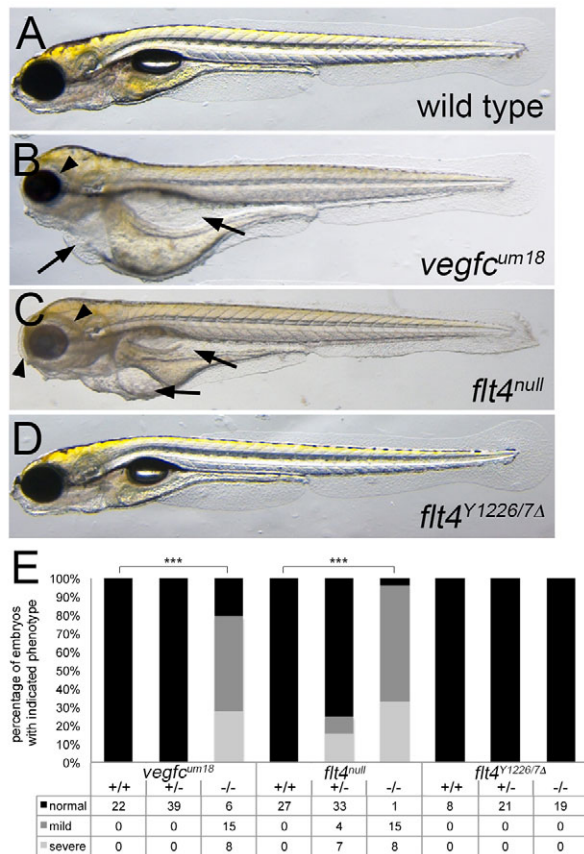 A
wild type
B
vegfc^um18
C
flt4^null
D
flt4^Y1226/7Δ
E
*** ***
100%
90%
80%
70%
60%
50%
40%
30%
20%
10%
0%
percentage of embryos
with indicated phenotype
vegfc^um18 flt4^null flt4^Y1226/7Δ
+/+ +/- -/- +/+ +/- -/- +/+ +/- -/-
normal 22 39 6 27 33 1 8 21 19
mild 0 0 15 0 4 15 0 0 0
severe 0 0 8 0 7 8 0 0 0